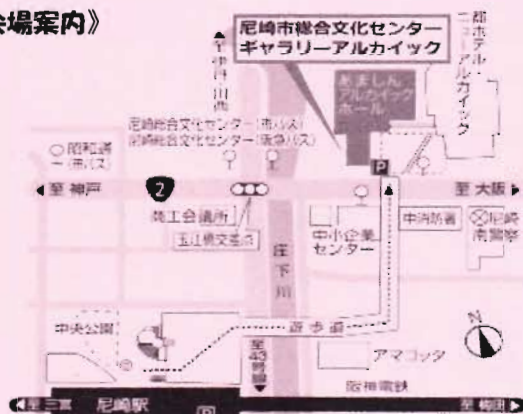 会場案内》
尼崎市総合文化センター
ギャラリーアルカイック
都ホテル・
ニューアルカイック
あましん
アルカイック
ホール
尼崎総合文化センター(市バス)
尼崎総合文化センター(阪急バス)
昭和通
(市バス)
P
至 神戸
2
至 大阪
商工会議所
玉江橋交差点
庄下川
中小企業
センター
中消防署
尼崎
南警察
中央公園
遊歩道
至43号線
アマゴッタ
N
阪神電鉄
至 三宮
尼崎駅
P
至 梅田